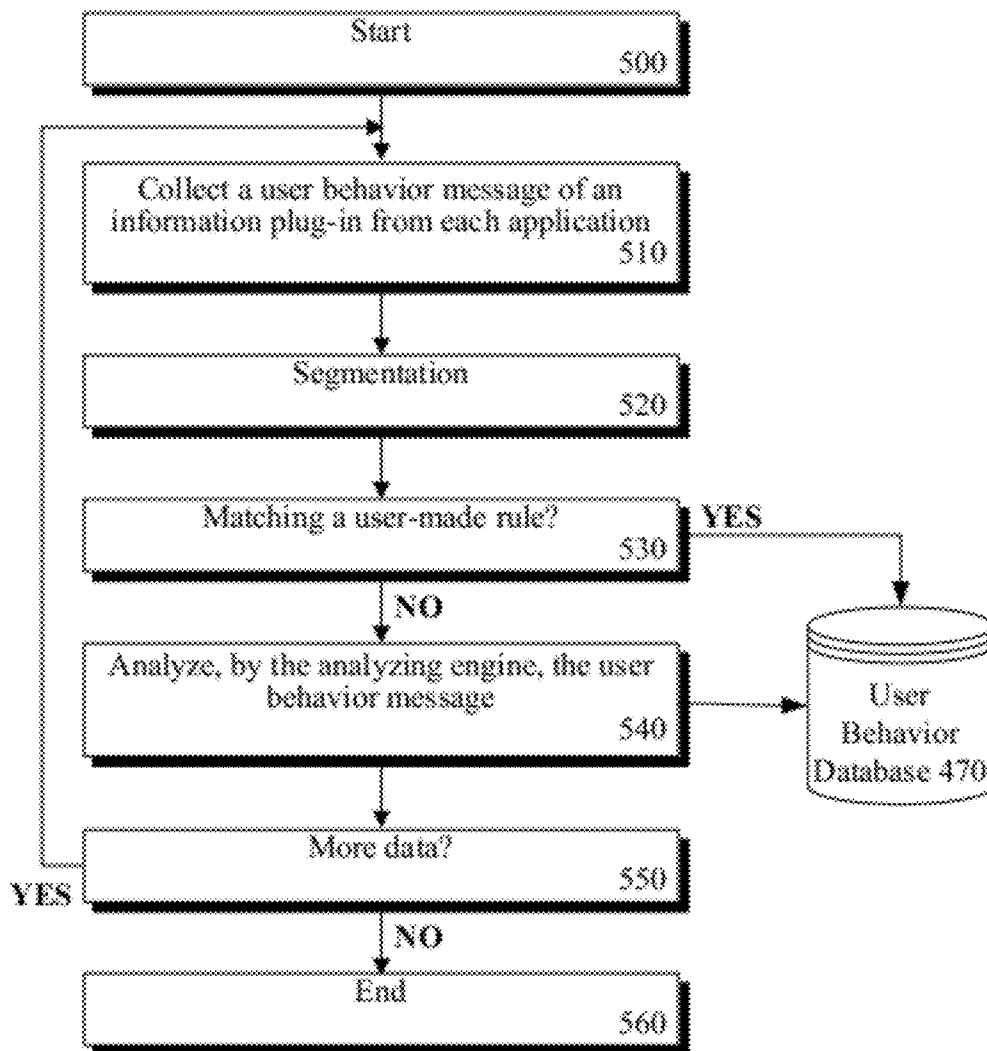 Start
500
Collect a user behavior message of an
information plug-in from each application
510
Segmentation
520
Matching a user-made rule?
530
YES
NO
Analyze, by the analyzing engine, the user
behavior message
540
User
Behavior
Database 470
More data?
550
YES
NO
End
560